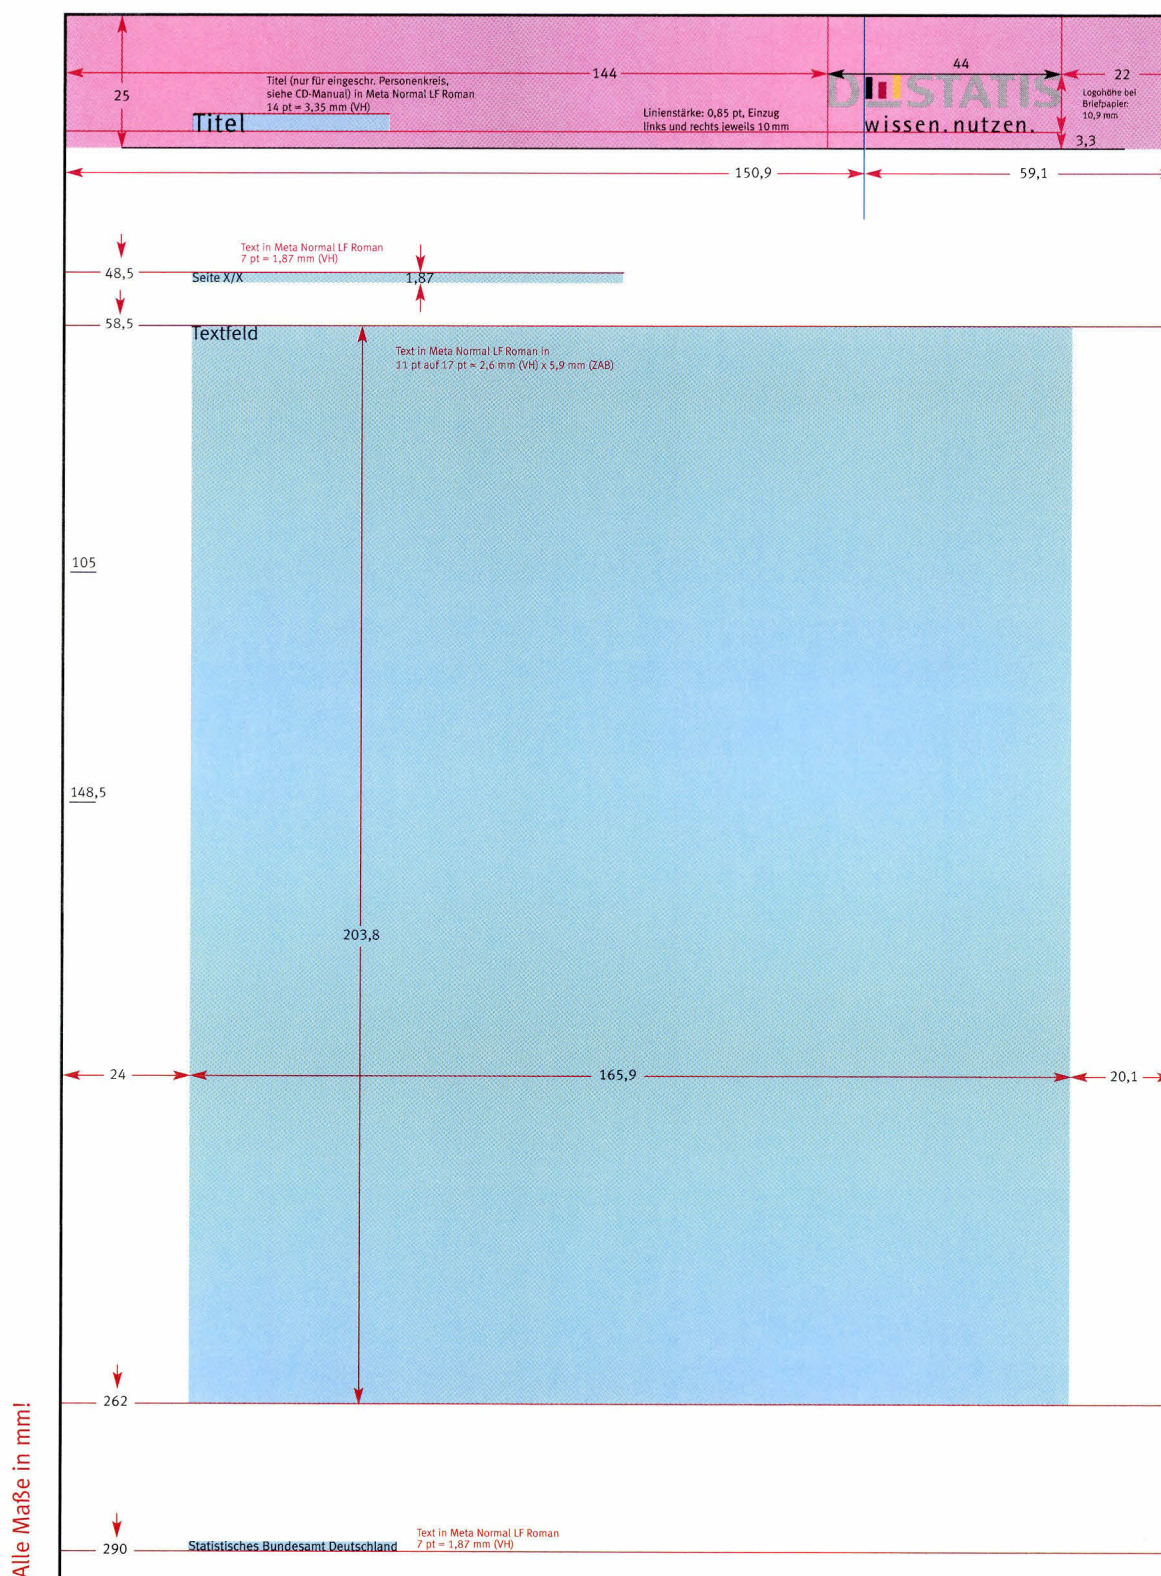 144
44
22
25
Titel (nur für eingeschr. Personenkreis,
siehe CD-Manual) in Meta Normal LF Roman
14 pt = 3,35 mm (VH)
Titel
Linienstärke: 0,85 pt, Einzug
links und rechts jeweils 10 mm
DESTATIS
wissen.nutzen.
Logohöhe bei
Briefpapier:
10,9 mm
3,3
150,9
59,1
Text in Meta Normal LF Roman
7 pt = 1,87 mm (VH)
48,5
Seite X/X
1,87
58,5
Textfeld
Text in Meta Normal LF Roman in
11 pt auf 17 pt = 2,6 mm (VH) x 5,9 mm (ZAB)
105
148,5
203,8
24
165,9
20,1
262
Alle Maße in mm!
290
Statistisches Bundesamt Deutschland
Text in Meta Normal LF Roman
7 pt = 1,87 mm (VH)